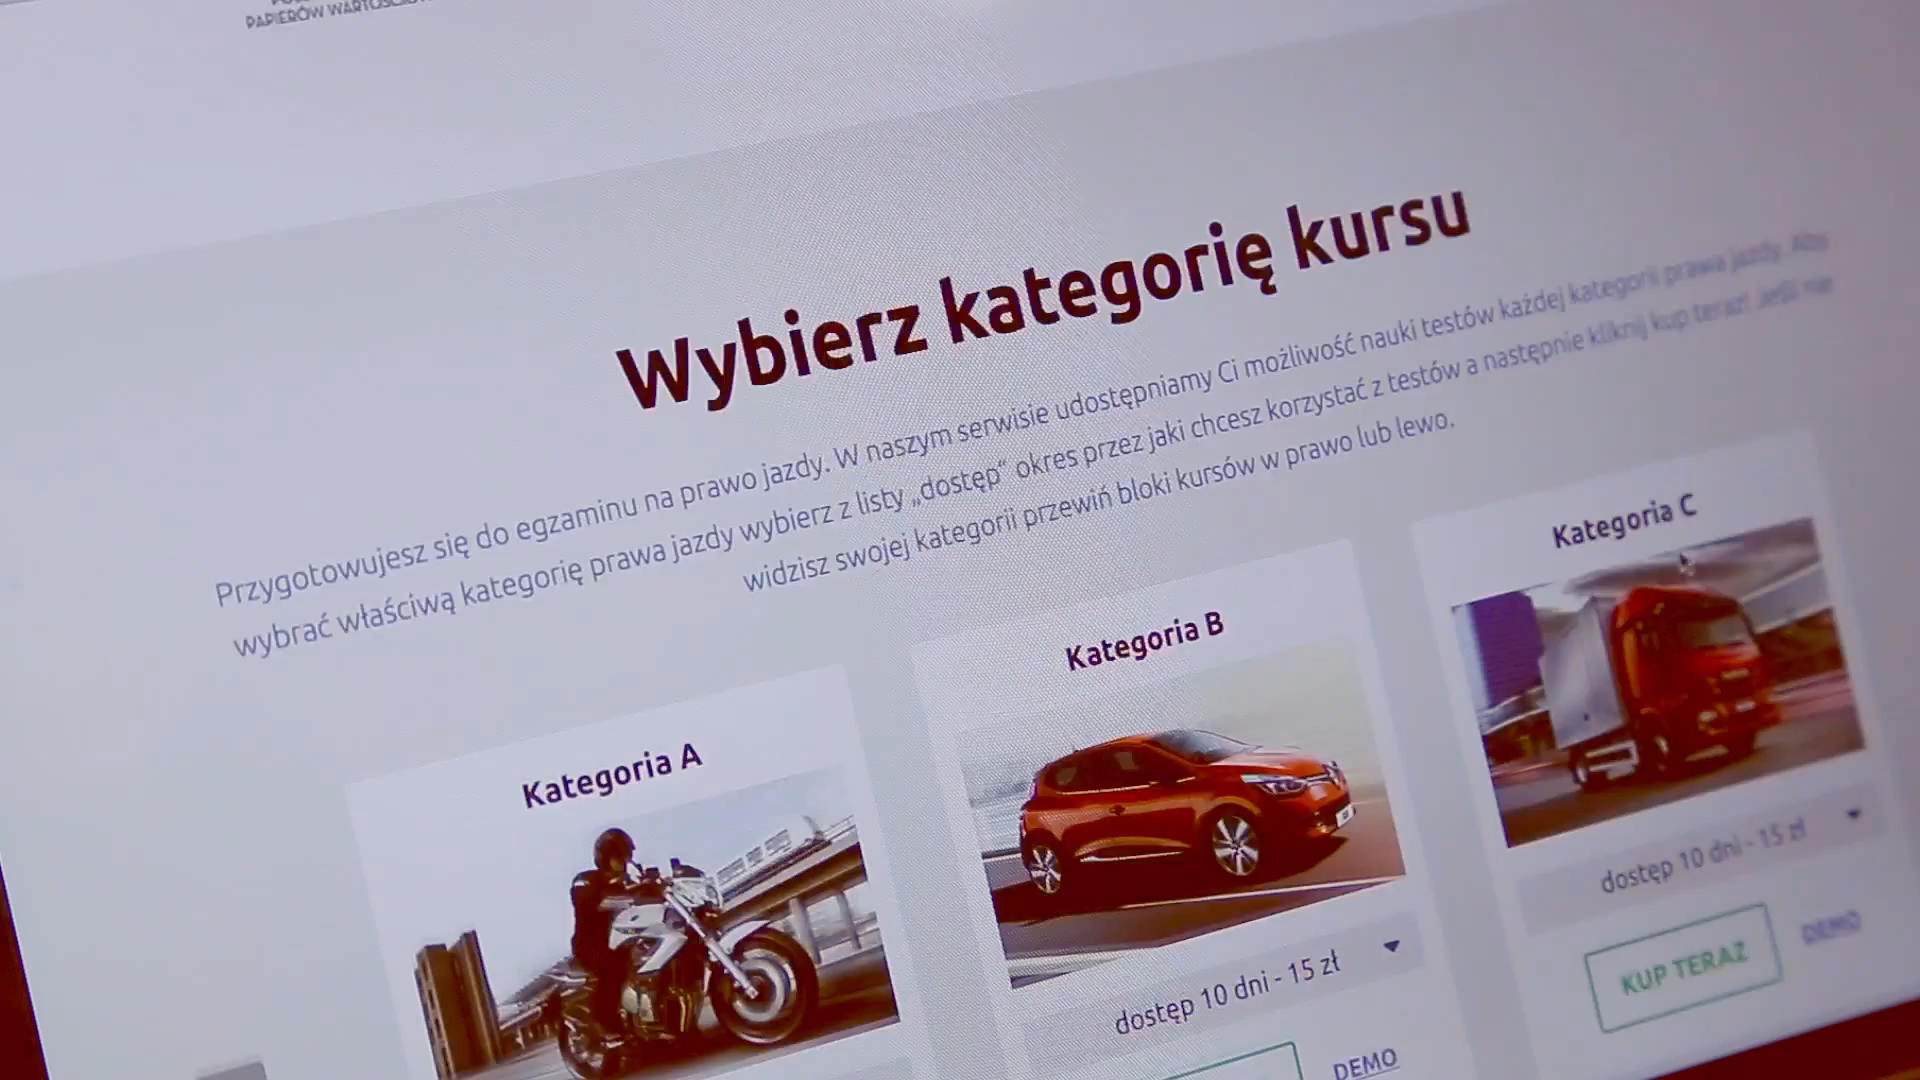 PAPIERÓW
Wybierz kategorię kursu
Przygotowujesz się do egzaminu na prawo jazdy. W naszym serwisie udostępniamy Ci możliwość nauki testów każdej kategorii prawa jazdy. Aby
wybrać właściwą kategorię prawa jazdy wybierz z listy „dostęp“ okres przez jaki chcesz korzystać z testów a następnie kliknij kup teraz! Jeśli nie
widzisz swojej kategorii przewiń bloki kursów w prawo lub lewo.
Kategoria A
Kategoria B
dostęp 10 dni - 15 zł
DEMO
Kategoria C
dostęp 10 dni - 15 zł
KUP TERAZ
DEMO